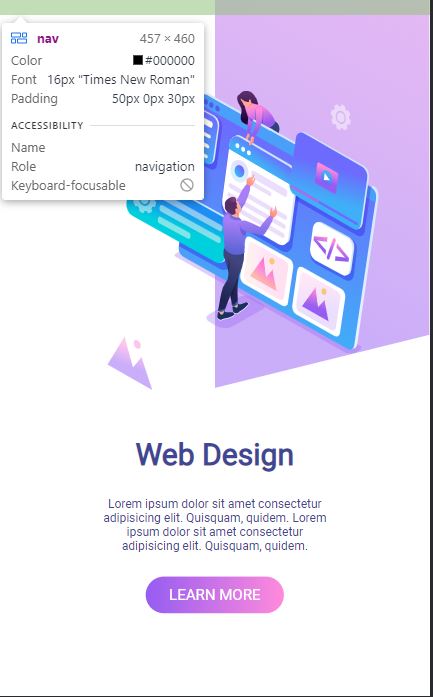 nav 457 × 460
Color #000000
Font 16px "Times New Roman"
Padding 50px 0px 30px
ACCESSIBILITY
Name
Role navigation
Keyboard-focusable
Web Design
Lorem ipsum dolor sit amet consectetur
adipisicing elit. Quisquam, quidem. Lorem
ipsum dolor sit amet consectetur
adipisicing elit. Quisquam, quidem.
LEARN MORE